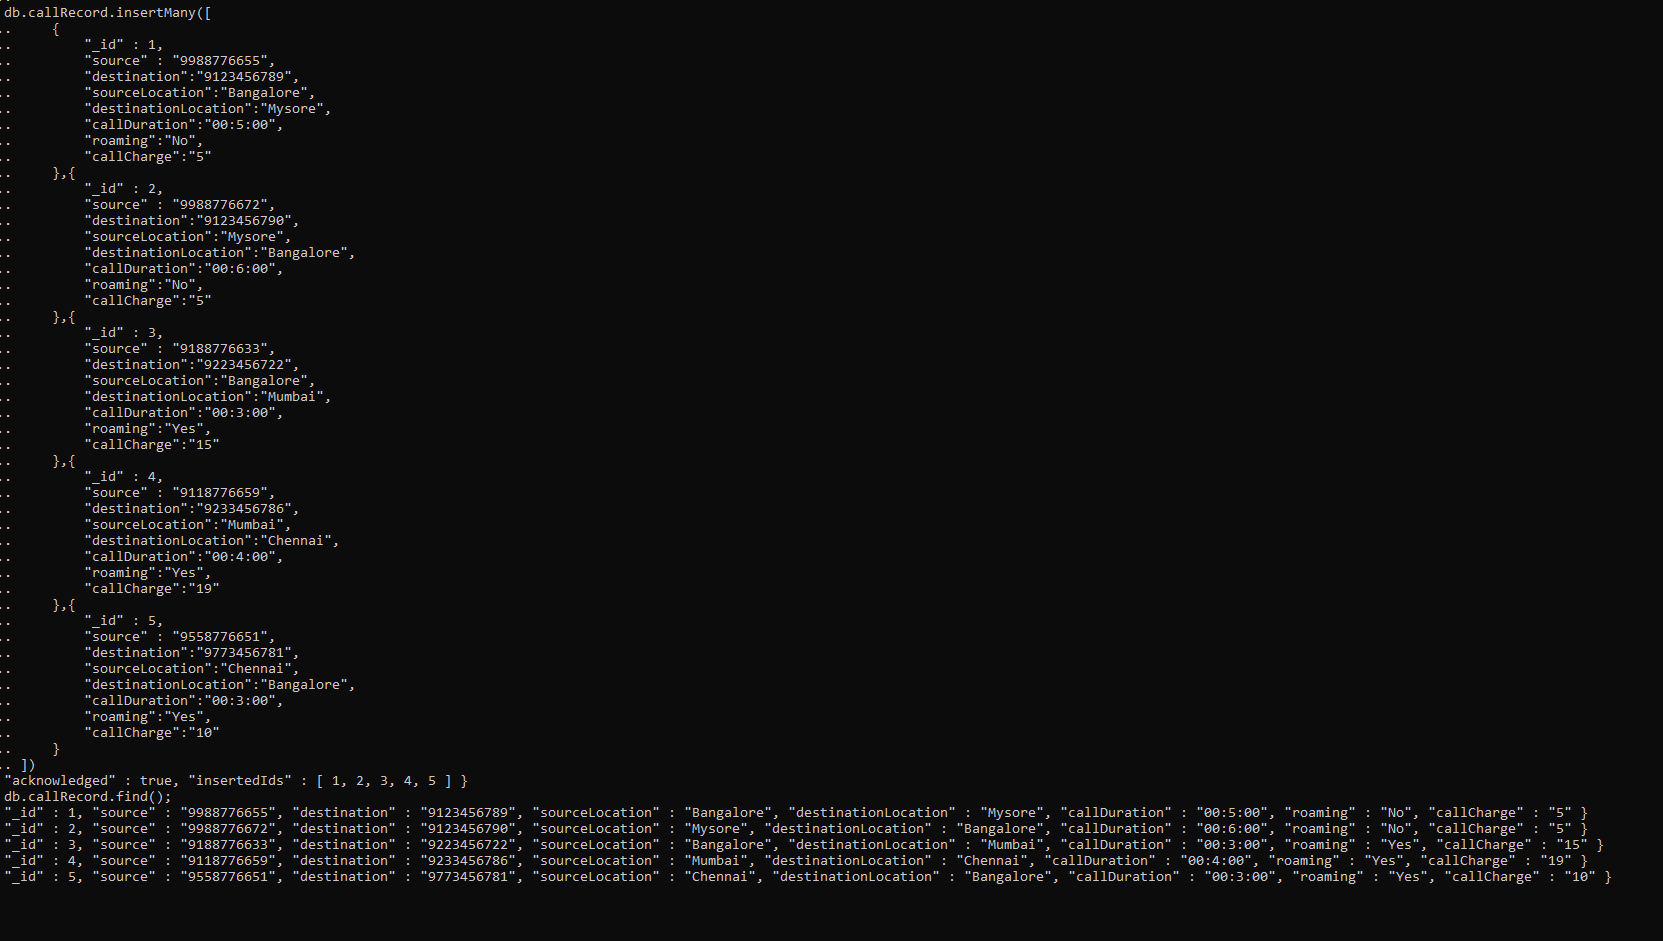 db.callRecord.insertMany([
..     {
..         "_id" : 1,
..         "source" : "9988776655",
..         "destination":"9123456789",
..         "sourceLocation":"Bangalore",
..         "destinationLocation":"Mysore",
..         "callDuration":"00:5:00",
..         "roaming":"No",
..         "callCharge":"5"
..     },{
..         "_id" : 2,
..         "source" : "9988776672",
..         "destination":"9123456790",
..         "sourceLocation":"Mysore",
..         "destinationLocation":"Bangalore",
..         "callDuration":"00:6:00",
..         "roaming":"No",
..         "callCharge":"5"
..     },{
..         "_id" : 3,
..         "source" : "9188776633",
..         "destination":"9223456722",
..         "sourceLocation":"Bangalore",
..         "destinationLocation":"Mumbai",
..         "callDuration":"00:3:00",
..         "roaming":"Yes",
..         "callCharge":"15"
..     },{
..         "_id" : 4,
..         "source" : "9118776659",
..         "destination":"9233456786",
..         "sourceLocation":"Mumbai",
..         "destinationLocation":"Chennai",
..         "callDuration":"00:4:00",
..         "roaming":"Yes",
..         "callCharge":"19"
..     },{
..         "_id" : 5,
..         "source" : "9558776651",
..         "destination":"9773456781",
..         "sourceLocation":"Chennai",
..         "destinationLocation":"Bangalore",
..         "callDuration":"00:3:00",
..         "roaming":"Yes",
..         "callCharge":"10"
..     }
.. ])
"acknowledged" : true, "insertedIds" : [ 1, 2, 3, 4, 5 ] }
db.callRecord.find();
"_id" : 1, "source" : "9988776655", "destination" : "9123456789", "sourceLocation" : "Bangalore", "destinationLocation" : "Mysore", "callDuration" : "00:5:00", "roaming" : "No", "callCharge" : "5" }
"_id" : 2, "source" : "9988776672", "destination" : "9123456790", "sourceLocation" : "Mysore", "destinationLocation" : "Bangalore", "callDuration" : "00:6:00", "roaming" : "No", "callCharge" : "5" }
"_id" : 3, "source" : "9188776633", "destination" : "9223456722", "sourceLocation" : "Bangalore", "destinationLocation" : "Mumbai", "callDuration" : "00:3:00", "roaming" : "Yes", "callCharge" : "15" }
"_id" : 4, "source" : "9118776659", "destination" : "9233456786", "sourceLocation" : "Mumbai", "destinationLocation" : "Chennai", "callDuration" : "00:4:00", "roaming" : "Yes", "callCharge" : "19" }
"_id" : 5, "source" : "9558776651", "destination" : "9773456781", "sourceLocation" : "Chennai", "destinationLocation" : "Bangalore", "callDuration" : "00:3:00", "roaming" : "Yes", "callCharge" : "10" }